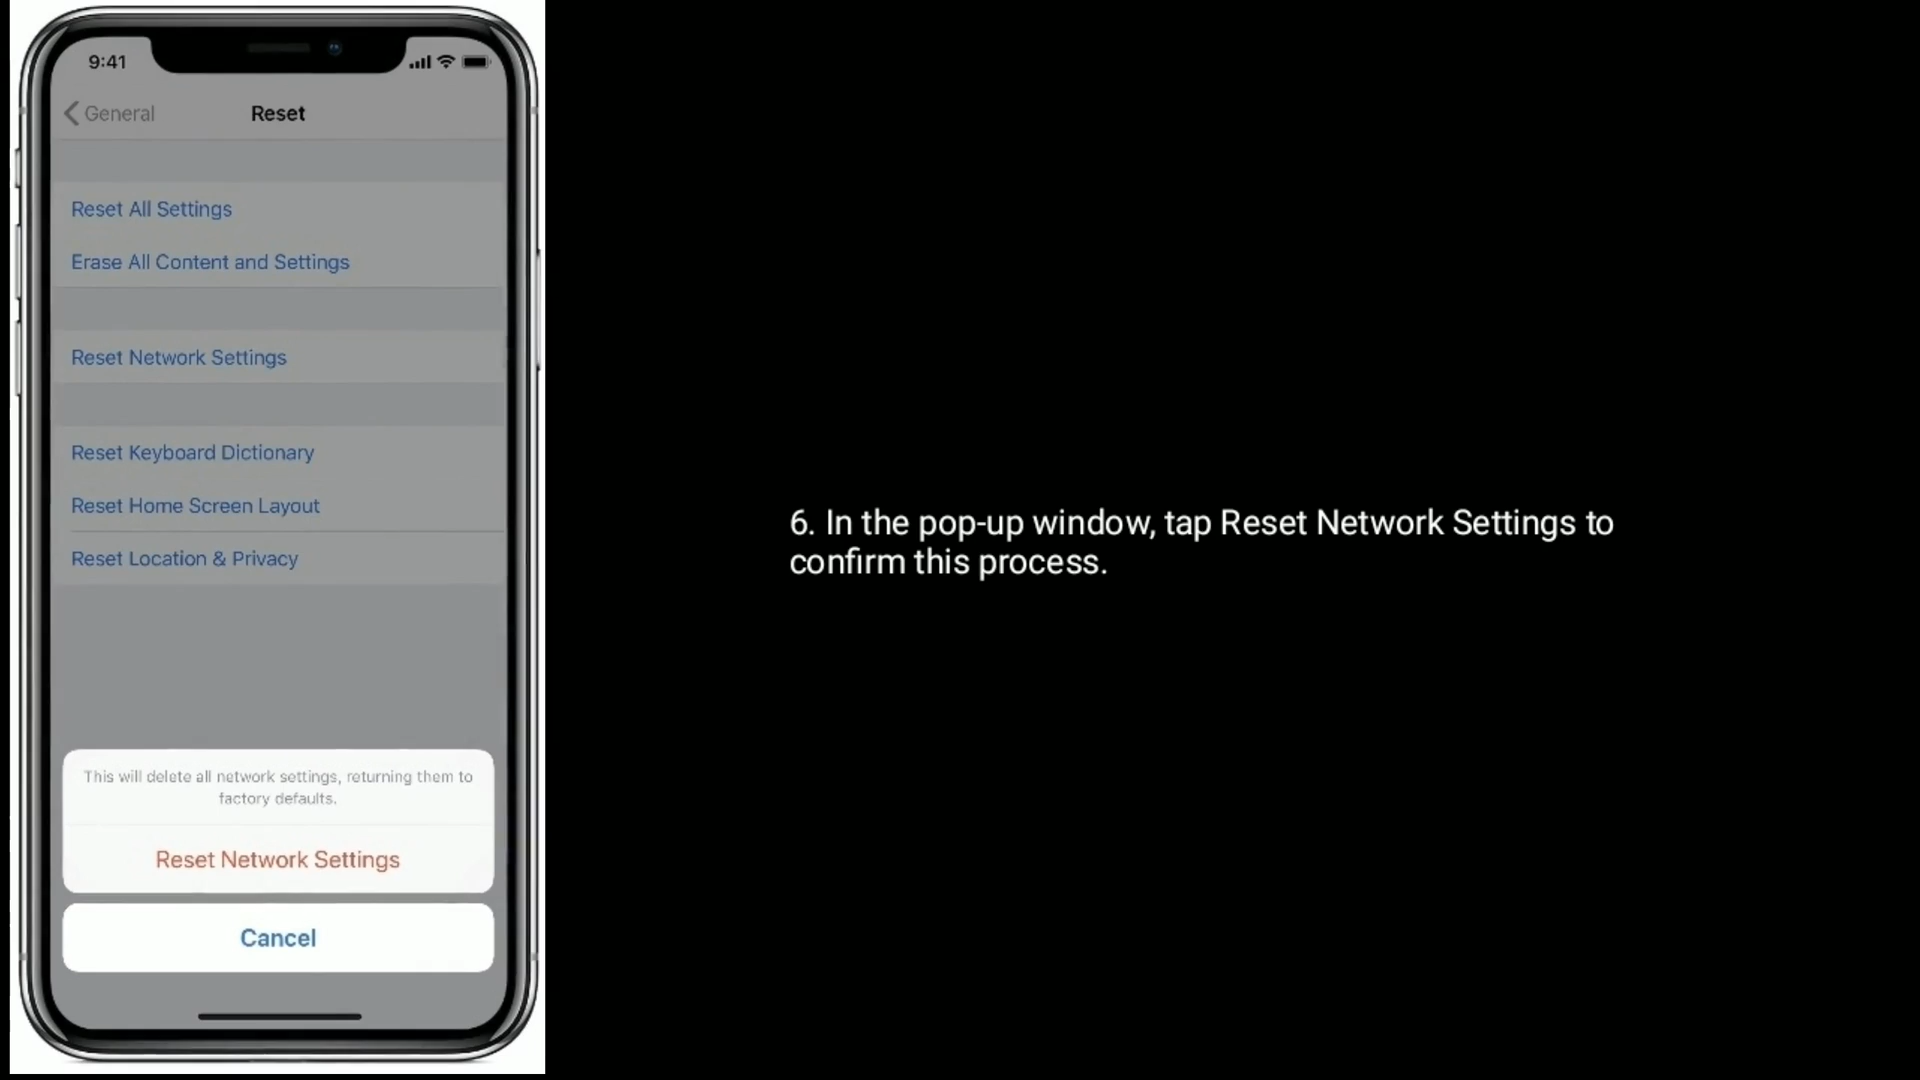 9:41
General
Reset
Reset All Settings
Erase All Content and Settings
Reset Network Settings
Reset Keyboard Dictionary
Reset Home Screen Layout
Reset Location & Privacy
This will delete all network settings, returning them to
factory defaults.
Reset Network Settings
Cancel
6. In the pop-up window, tap Reset Network Settings to
confirm this process.